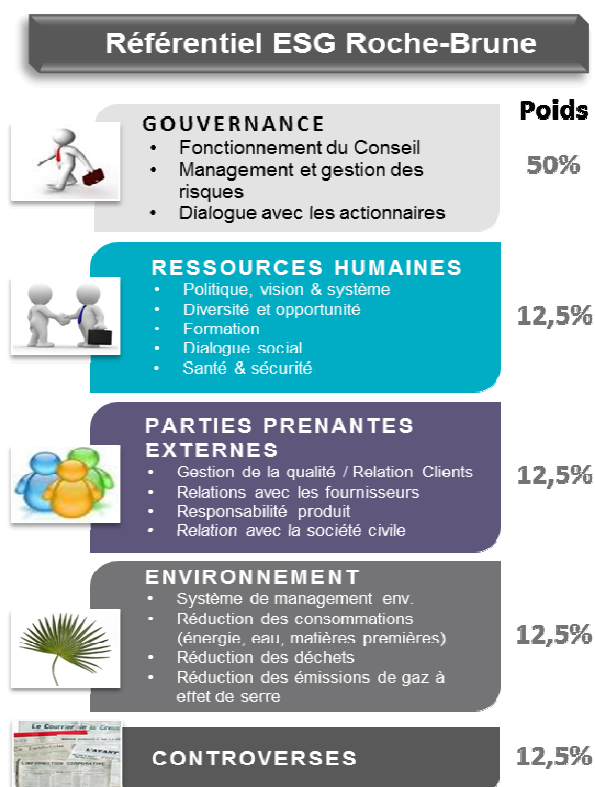 Référentiel ESG Roche-Brune
Poids
GOUVERNANCE
• Fonctionnement du Conseil
• Management et gestion des
risques
• Dialogue avec les actionnaires
50%
RESSOURCES HUMAINES
• Politique, vision & système
• Diversité et opportunité
• Formation
• Dialogue social
• Santé & sécurité
12,5%
PARTIES PRENANTES
EXTERNES
• Gestion de la qualité / Relation Clients
• Relations avec les fournisseurs
• Responsabilité produit
• Relation avec la société civile
12,5%
ENVIRONNEMENT
• Système de management env.
• Réduction des consommations
(énergie, eau, matières premières)
• Réduction des déchets
• Réduction des émissions de gaz à
effet de serre
12,5%
Le Courrier de la
CONTROVERSES
12,5%